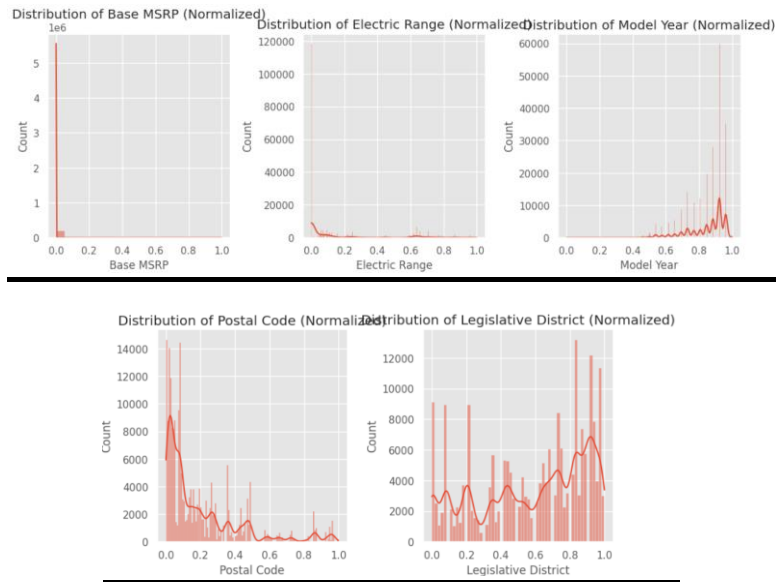 Distribution of Base MSRP (Normalized)
Distribution of Electric Range (Normalized)
Distribution of Model Year (Normalized)
1e6
5
4
3
2
1
0
Count
0.0 0.2 0.4 0.6 0.8 1.0
Base MSRP
120000
100000
80000
60000
40000
20000
0
Count
0.0 0.2 0.4 0.6 0.8 1.0
Electric Range
60000
50000
40000
30000
20000
10000
0
Count
0.0 0.2 0.4 0.6 0.8 1.0
Model Year
Distribution of Postal Code (Normalized)
Distribution of Legislative District (Normalized)
14000
12000
10000
8000
6000
4000
2000
0
Count
0.0 0.2 0.4 0.6 0.8 1.0
Postal Code
12000
10000
8000
6000
4000
2000
0
Count
0.0 0.2 0.4 0.6 0.8 1.0
Legislative District